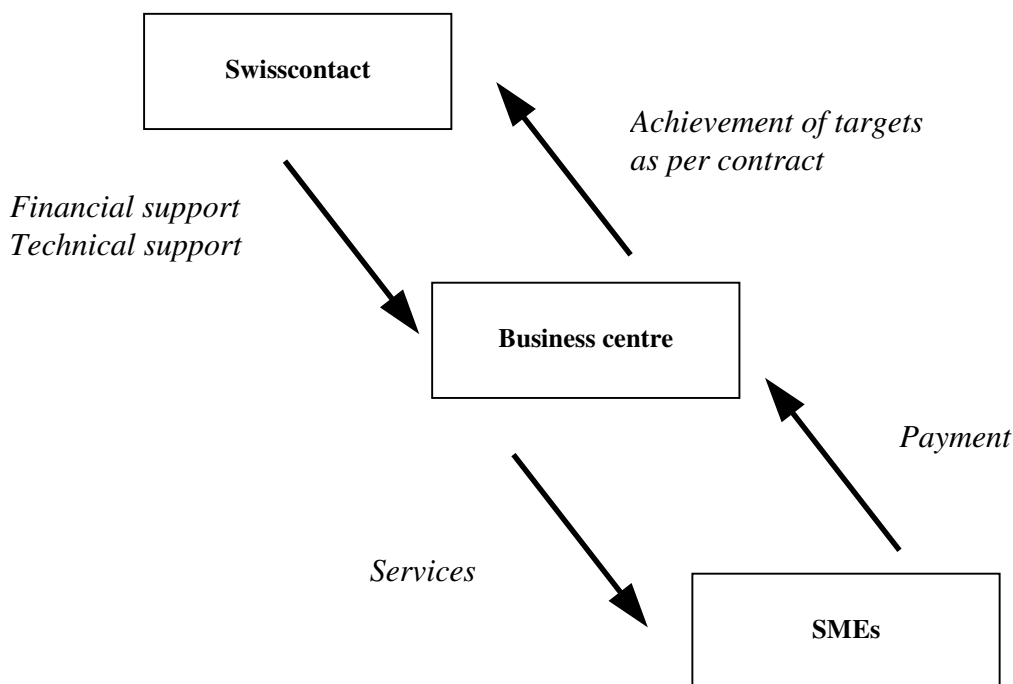 Swisscontact
Achievement of targets
as per contract
Financial support
Technical support
Business centre
Payment
Services
SMEs